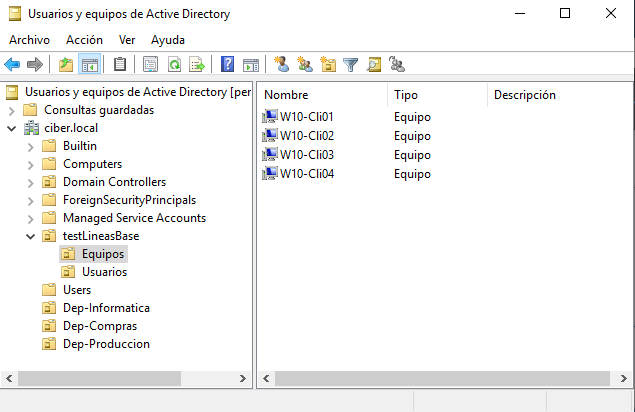 Usuarios y equipos de Active Directory
Archivo Acción Ver Ayuda
Usuarios y equipos de Active Directory [per
Consultas guardadas
ciber.local
Builtin
Computers
Domain Controllers
ForeignSecurityPrincipals
Managed Service Accounts
testLineasBase
Equipos
Usuarios
Users
Dep-Informatica
Dep-Compras
Dep-Produccion
Nombre Tipo Descripción
W10-Cli01 Equipo
W10-Cli02 Equipo
W10-Cli03 Equipo
W10-Cli04 Equipo